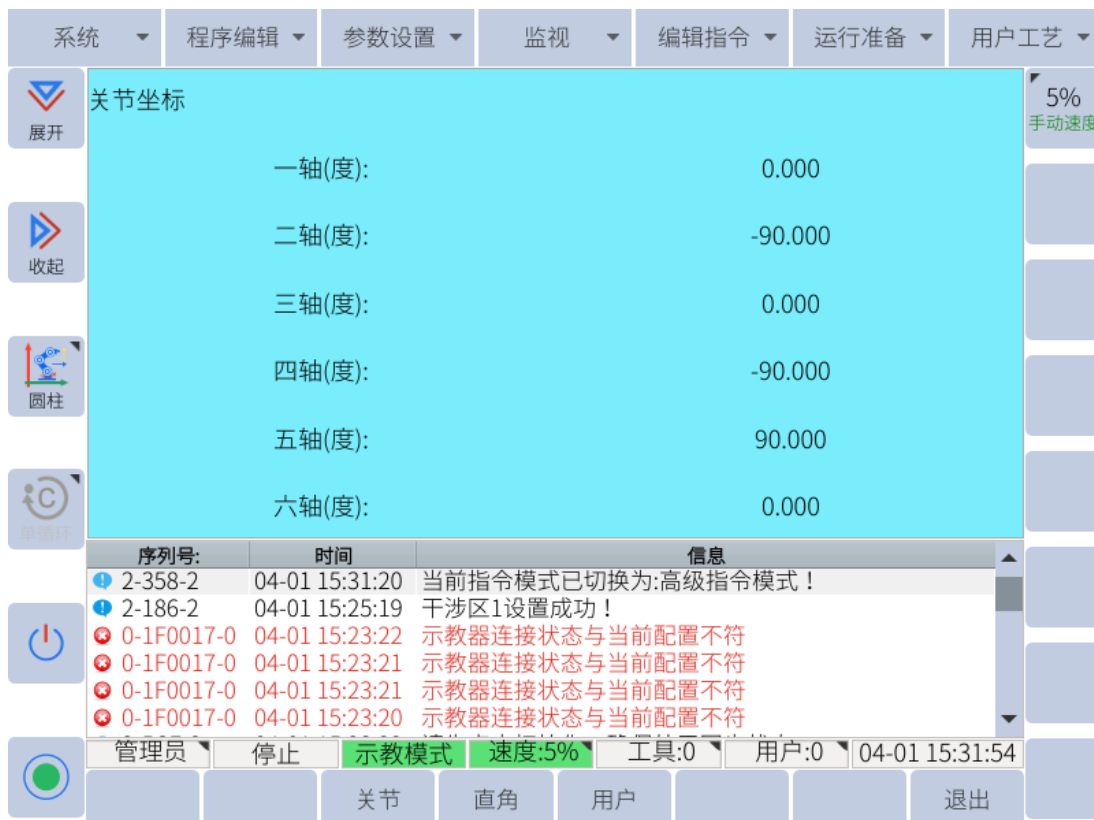 系统 程序编辑 参数设置 监视 编辑指令 运行准备 用户工艺
展开
关节坐标
5%
手动速度
一轴(度): 0.000
收起
二轴(度): -90.000
三轴(度): 0.000
圆柱
四轴(度): -90.000
五轴(度): 90.000
单循环
六轴(度): 0.000
序列号: 时间 信息
2-358-2 04-01 15:31:20 当前指令模式已切换为:高级指令模式！
2-186-2 04-01 15:25:19 干涉区1设置成功！
0-1F0017-0 04-01 15:23:22 示教器连接状态与当前配置不符
0-1F0017-0 04-01 15:23:21 示教器连接状态与当前配置不符
0-1F0017-0 04-01 15:23:21 示教器连接状态与当前配置不符
0-1F0017-0 04-01 15:23:20 示教器连接状态与当前配置不符
管理员 停止 示教模式 速度:5% 工具:0 用户:0 04-01 15:31:54
关节 直角 用户 退出